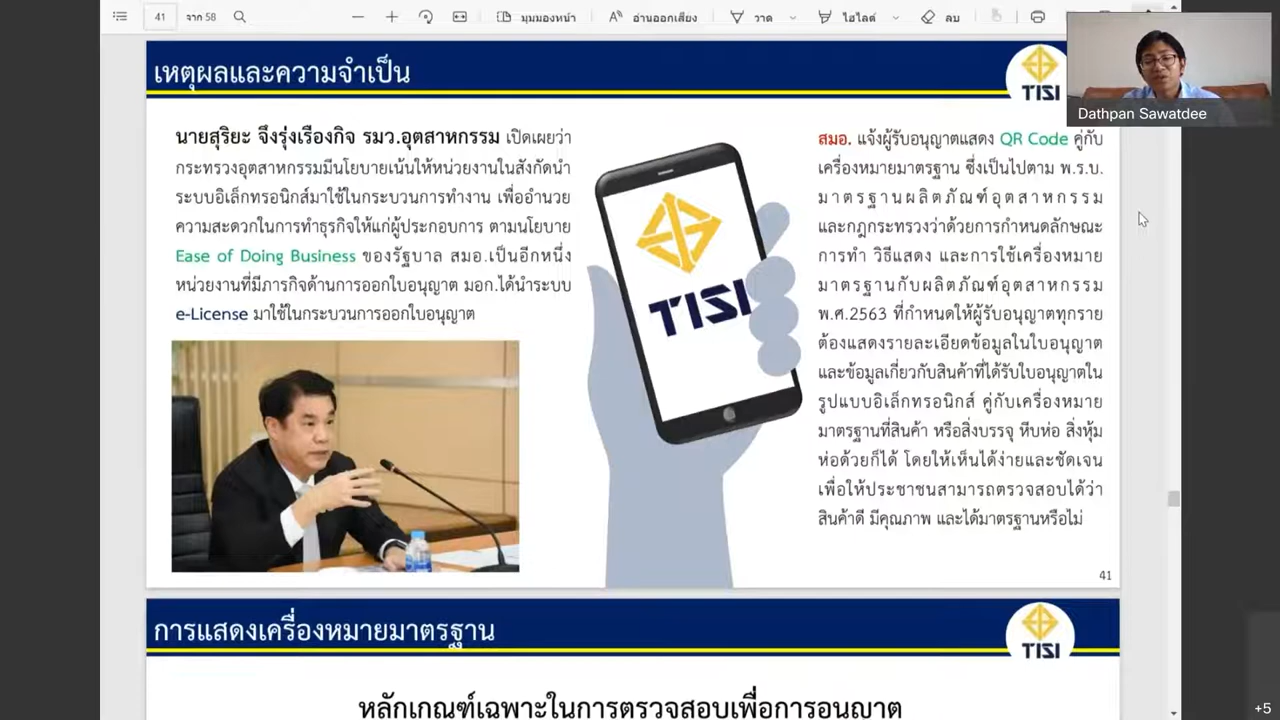 41 จาก 58 มุมมองหน้า อ่านออกเสียง วาด ไฮไลต์ ลบ
Dathpan Sawatdee
เหตุผลและความจำเป็น
TISI
นายสุริยะ จึงรุ่งเรืองกิจ รมว.อุตสาหกรรม เปิดเผยว่า
กระทรวงอุตสาหกรรมมีนโยบายเน้นให้หน่วยงานในสังกัดนำ
ระบบอิเล็กทรอนิกส์มาใช้ในกระบวนการทำงาน เพื่ออำนวย
ความสะดวกในการทำธุรกิจให้แก่ผู้ประกอบการ ตามนโยบาย
Ease of Doing Business ของรัฐบาล สมอ.เป็นอีกหนึ่ง
หน่วยงานที่มีภารกิจด้านการออกใบอนุญาต มอก.ได้นำระบบ
e-License มาใช้ในกระบวนการออกใบอนุญาต
TISI
สมอ. แจ้งผู้รับอนุญาตแสดง QR Code คู่กับ
เครื่องหมายมาตรฐาน ซึ่งเป็นไปตาม พ.ร.บ.
มาตรฐานผลิตภัณฑ์อุตสาหกรรม
และกฎกระทรวงว่าด้วยการกำหนดลักษณะ
การทำ วิธีแสดง และการใช้เครื่องหมาย
มาตรฐานกับผลิตภัณฑ์อุตสาหกรรม
พ.ศ.2563 ที่กำหนดให้ผู้รับอนุญาตทุกราย
ต้องแสดงรายละเอียดข้อมูลในใบอนุญาต
และข้อมูลเกี่ยวกับสินค้าที่ได้รับใบอนุญาตใน
รูปแบบอิเล็กทรอนิกส์ คู่กับเครื่องหมาย
มาตรฐานที่สินค้า หรือสิ่งบรรจุ หีบห่อ สิ่งหุ้ม
ห่อด้วยก็ได้ โดยให้เห็นได้ง่ายและชัดเจน
เพื่อให้ประชาชนสามารถตรวจสอบได้ว่า
สินค้าดี มีคุณภาพ และได้มาตรฐานหรือไม่
41
การแสดงเครื่องหมายมาตรฐาน
TISI
หลักเกณฑ์เฉพาะในการตรวจสอบเพื่อการอนุญาต
+5